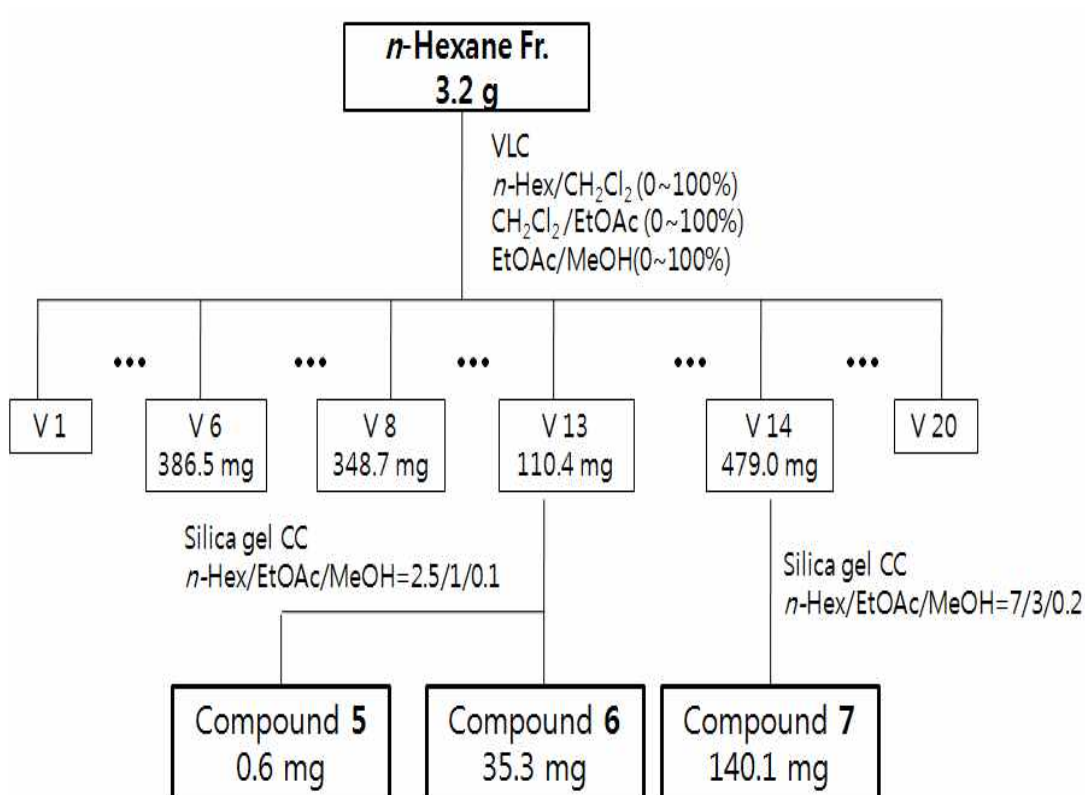 n-Hexane Fr.
3.2 g
VLC
n-Hex/CH₂Cl₂ (0~100%)
CH₂Cl₂/EtOAc (0~100%)
EtOAc/MeOH(0~100%)
••• ••• ••• ••• •••
V 1
V 6
386.5 mg
V 8
348.7 mg
V 13
110.4 mg
V 14
479.0 mg
V 20
Silica gel CC
n-Hex/EtOAc/MeOH=2.5/1/0.1
Silica gel CC
n-Hex/EtOAc/MeOH=7/3/0.2
Compound 5
0.6 mg
Compound 6
35.3 mg
Compound 7
140.1 mg